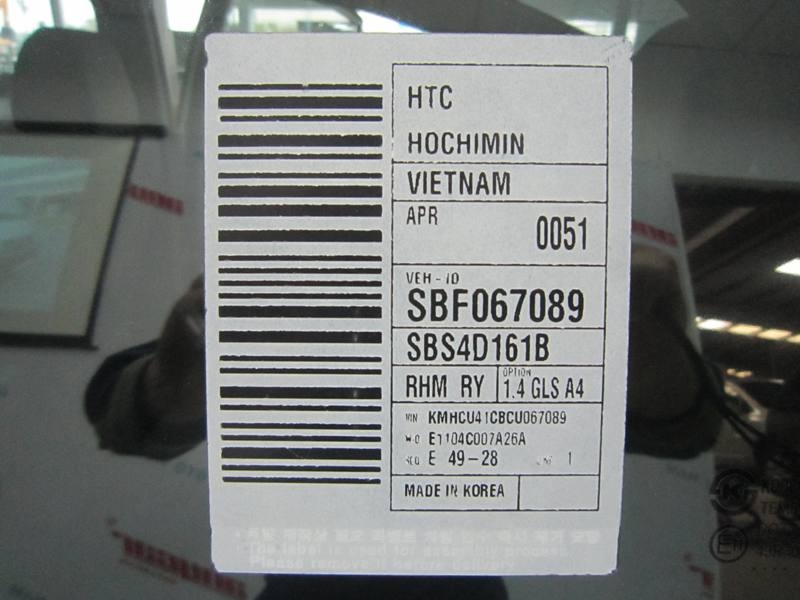 HTC
HOCHIMIN
VIETNAM
APR
0051
VEH - ID
SBF067089
SBS4D161B
RHM RY
OPTION
1.4 GLS A4
VIN KMHCU41CBCU067089
W-O E1104C007A26A
E 49-28 1
MADE IN KOREA
* The label is used for assembly process.
Please remove it before delivery.